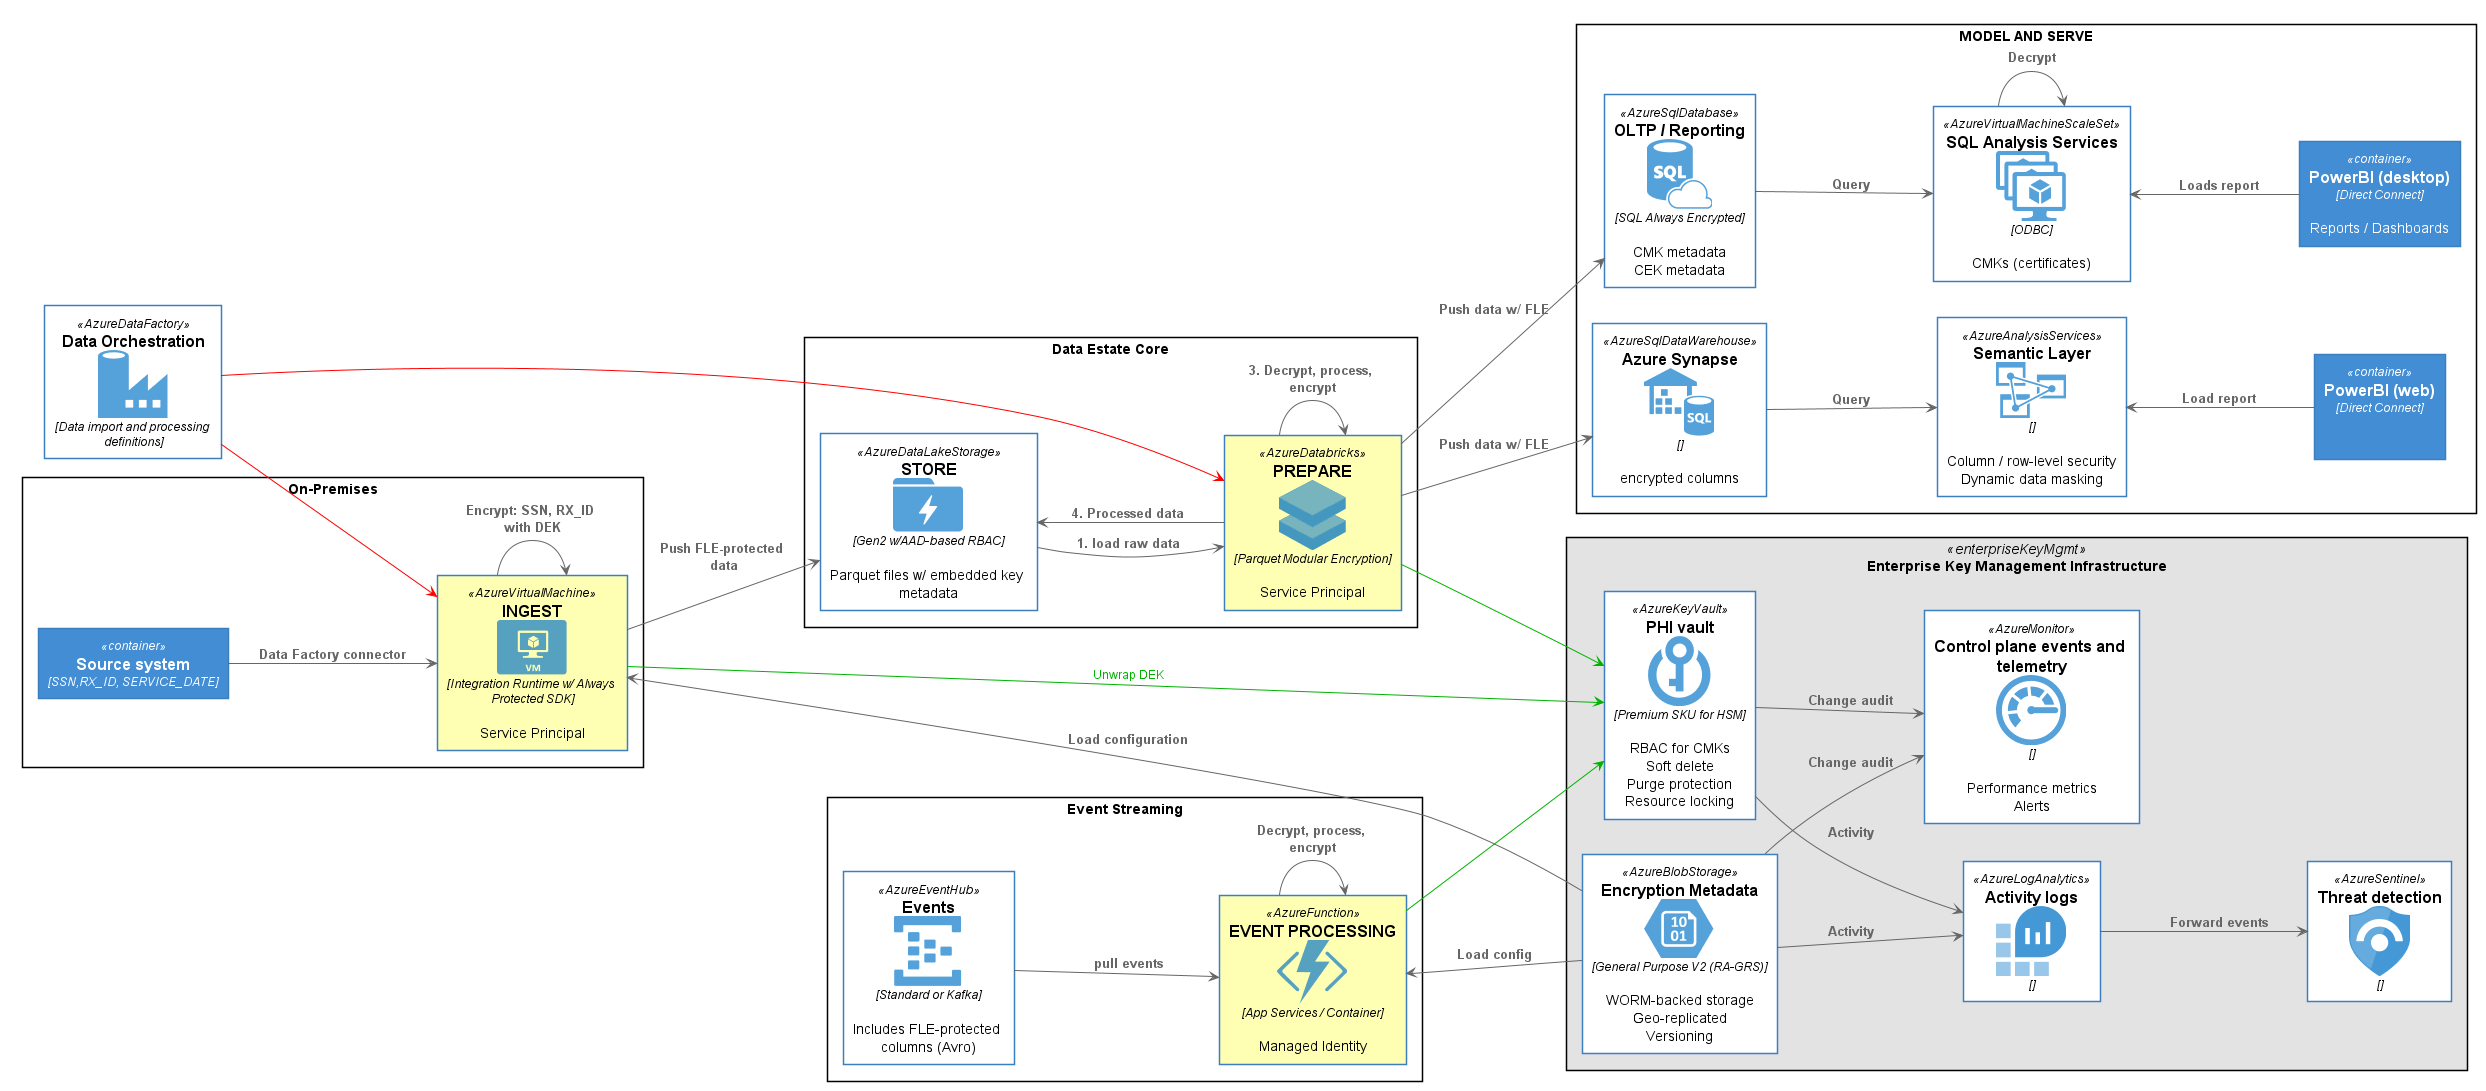 MODEL AND SERVE
Decrypt
«AzureSqlDatabase»
OLTP / Reporting
SQL
[SQL Always Encrypted]
CMK metadata
CEK metadata
Query
«AzureVirtualMachineScaleSet»
SQL Analysis Services
[ODBC]
CMKs (certificates)
Loads report
«container»
PowerBI (desktop)
[Direct Connect]
Reports / Dashboards
Push data w/ FLE
«AzureSqlDataWarehouse»
Azure Synapse
SQL
[]
encrypted columns
Query
«AzureAnalysisServices»
Semantic Layer
[]
Column / row-level security
Dynamic data masking
Load report
«container»
PowerBI (web)
[Direct Connect]
Push data w/ FLE
«AzureDataFactory»
Data Orchestration
[Data import and processing
definitions]
Data Estate Core
3. Decrypt, process,
encrypt
«AzureDataLakeStorage»
STORE
[Gen2 w/AAD-based RBAC]
Parquet files w/ embedded key
metadata
4. Processed data
1. load raw data
«AzureDatabricks»
PREPARE
[Parquet Modular Encryption]
Service Principal
On-Premises
Encrypt: SSN, RX_ID
with DEK
«container»
Source system
[SSN,RX_ID, SERVICE_DATE]
Data Factory connector
«AzureVirtualMachine»
INGEST
VM
[Integration Runtime w/ Always
Protected SDK]
Service Principal
Push FLE-protected
data
Unwrap DEK
Load configuration
«enterpriseKeyMgmt»
Enterprise Key Management Infrastructure
«AzureKeyVault»
PHI vault
[Premium SKU for HSM]
RBAC for CMKs
Soft delete
Purge protection
Resource locking
Change audit
Change audit
«AzureMonitor»
Control plane events and
telemetry
[]
Performance metrics
Alerts
Activity
Event Streaming
Decrypt, process,
encrypt
«AzureEventHub»
Events
[Standard or Kafka]
Includes FLE-protected
columns (Avro)
pull events
«AzureFunction»
EVENT PROCESSING
[App Services / Container]
Managed Identity
Load config
«AzureBlobStorage»
Encryption Metadata
10
01
[General Purpose V2 (RA-GRS)]
WORM-backed storage
Geo-replicated
Versioning
Activity
«AzureLogAnalytics»
Activity logs
[]
Forward events
«AzureSentinel»
Threat detection
[]